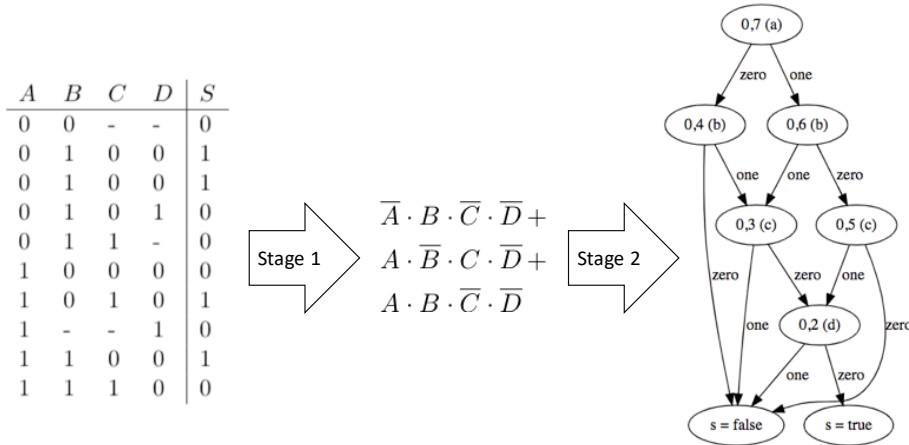 A B C D S
0 0 - - 0
0 1 0 0 1
0 1 0 0 1
0 1 0 1 0
0 1 1 - 0
1 0 0 0 0
1 0 1 0 1
1 - - 1 0
1 1 0 0 1
1 1 1 0 0
Stage 1
A̅ · B · C̅ · D̅ +
A · B̅ · C · D̅ +
A · B · C̅ · D̅
Stage 2
0,7 (a)
zero one
0,4 (b) 0,6 (b)
one one zero
0,3 (c) 0,5 (c)
zero zero one
one 0,2 (d) zero
one zero
s = false s = true